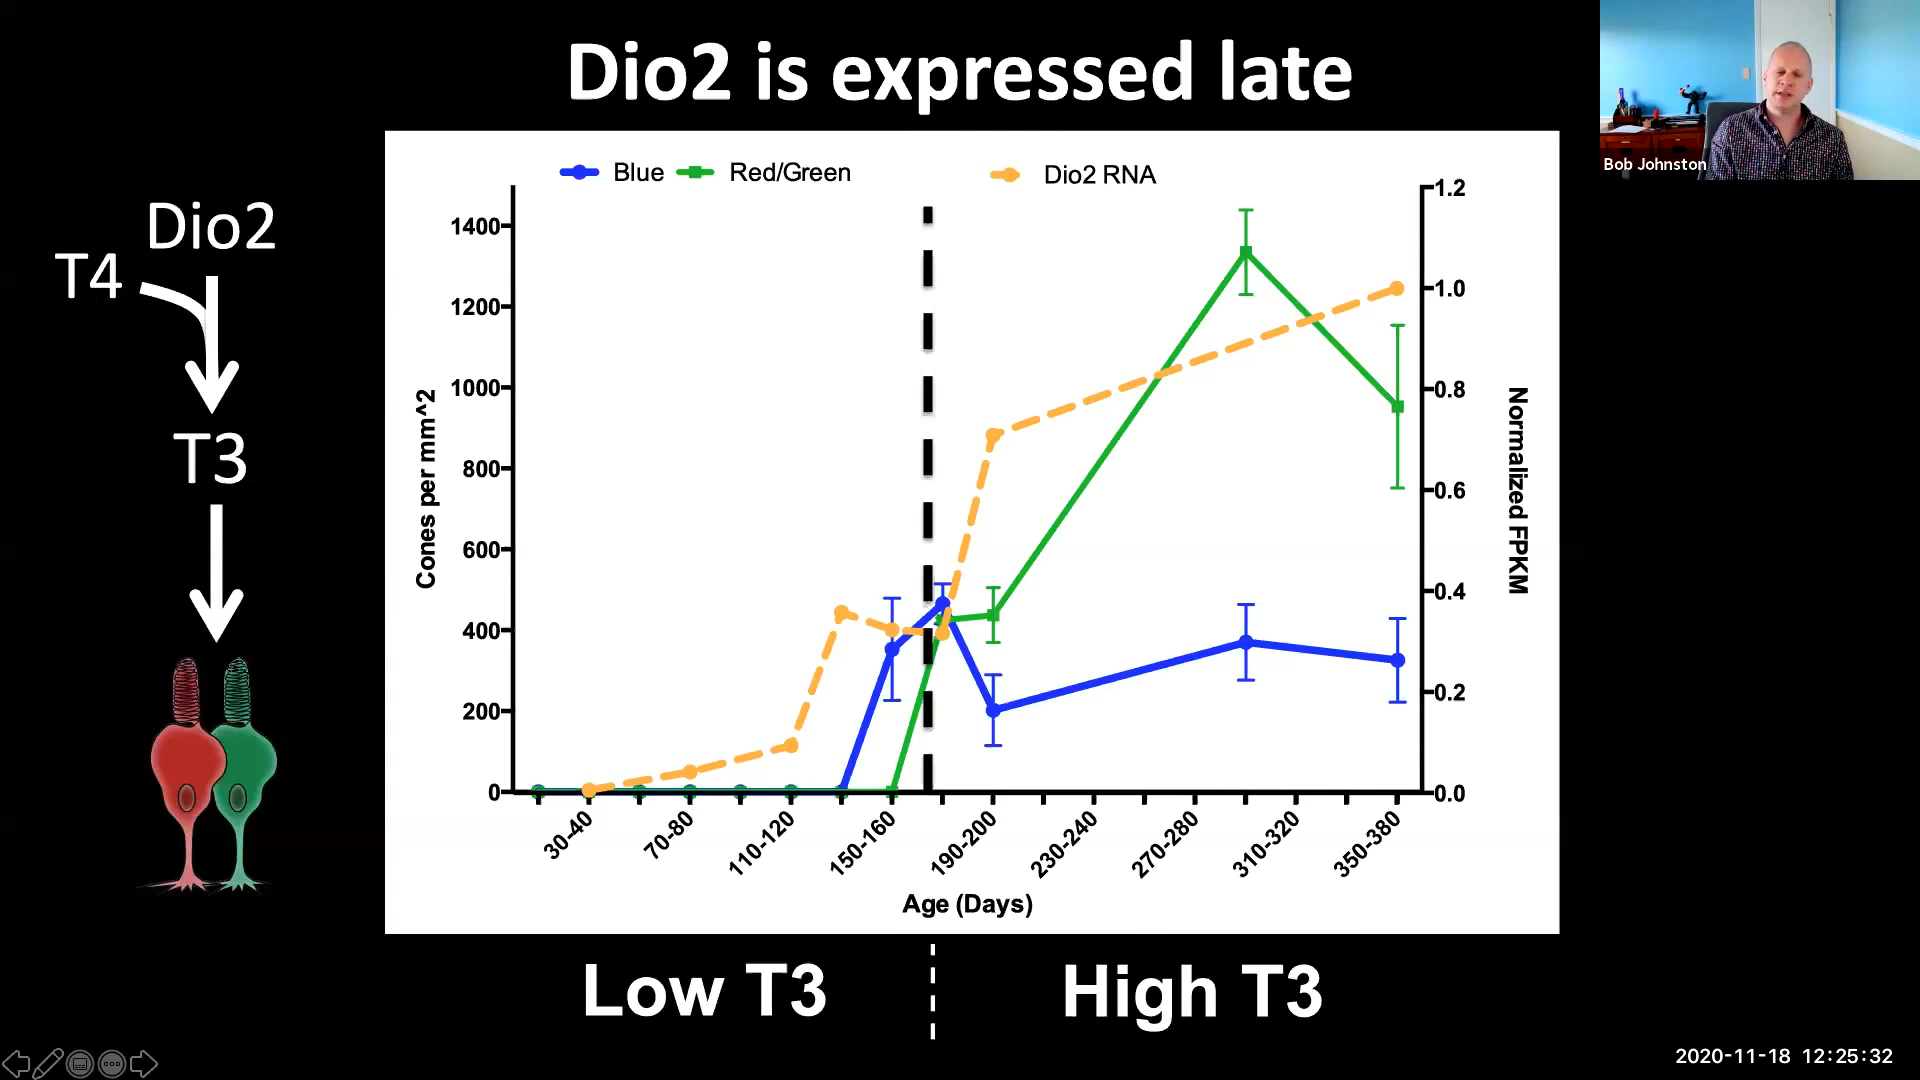 Dio2 is expressed late
Bob Johnston
Dio2
T4
T3
Blue
Red/Green
Dio2 RNA
1400
1200
1000
800
600
400
200
0
Cones per mm^2
1.2
1.0
0.8
0.6
0.4
0.2
0.0
Normalized FPKM
30-40
70-80
110-120
150-160
190-200
230-240
270-280
310-320
350-380
Age (Days)
Low T3
High T3
2020-11-18 12:25:32